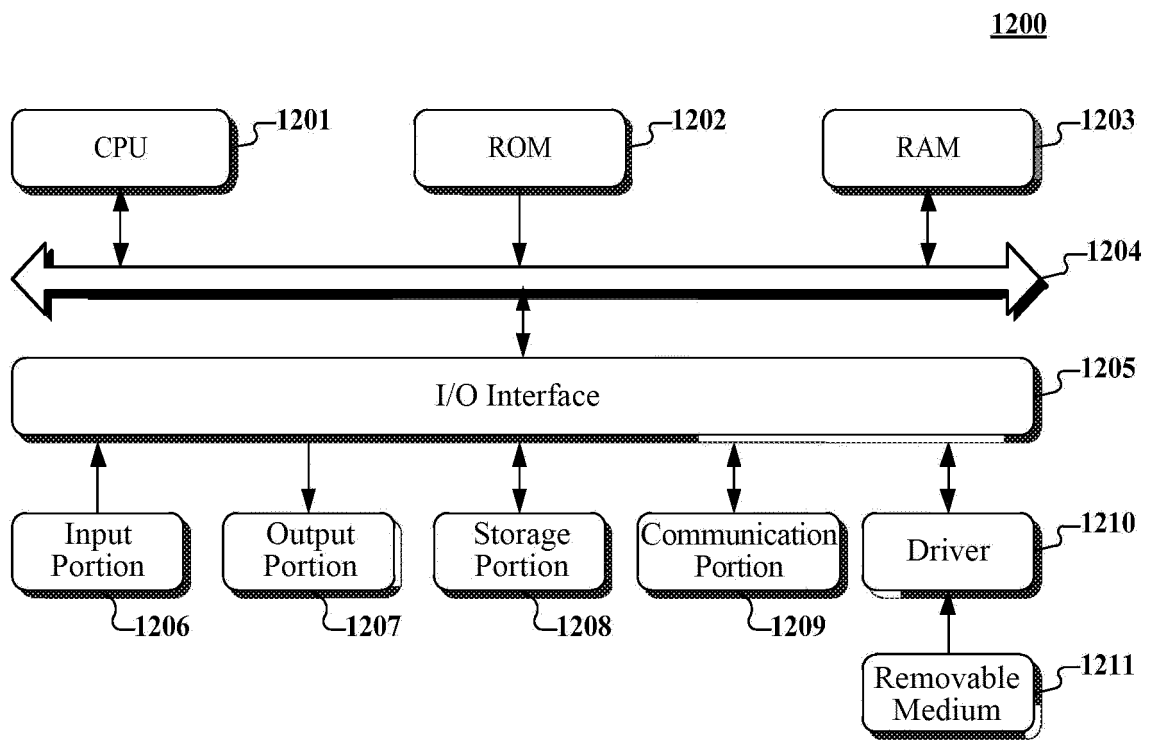 1200
CPU
1201
ROM
1202
RAM
1203
1204
I/O Interface
1205
Input
Portion
1206
Output
Portion
1207
Storage
Portion
1208
Communication
Portion
1209
Driver
1210
Removable
Medium
1211